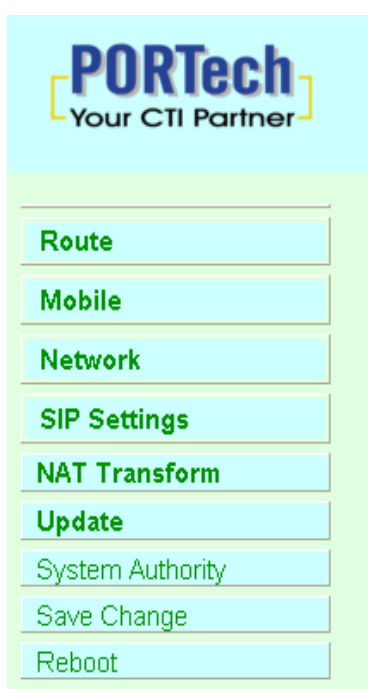 PORTech
Your CTI Partner
Route
Mobile
Network
SIP Settings
NAT Transform
Update
System Authority
Save Change
Reboot